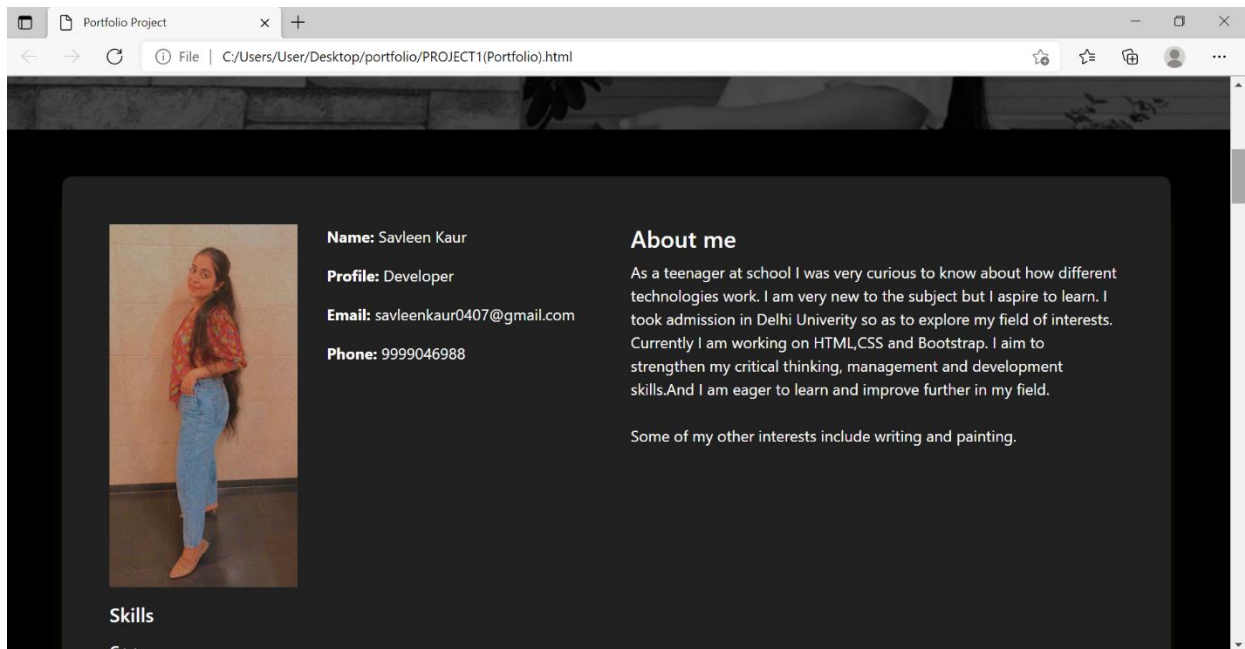 Portfolio Project
File | C:/Users/User/Desktop/portfolio/PROJECT1(Portfolio).html
Name: Savleen Kaur
Profile: Developer
Email: savleenkaur0407@gmail.com
Phone: 9999046988
About me
As a teenager at school I was very curious to know about how different
technologies work. I am very new to the subject but I aspire to learn. I
took admission in Delhi Univerity so as to explore my field of interests.
Currently I am working on HTML,CSS and Bootstrap. I aim to
strengthen my critical thinking, management and development
skills.And I am eager to learn and improve further in my field.
Some of my other interests include writing and painting.
Skills